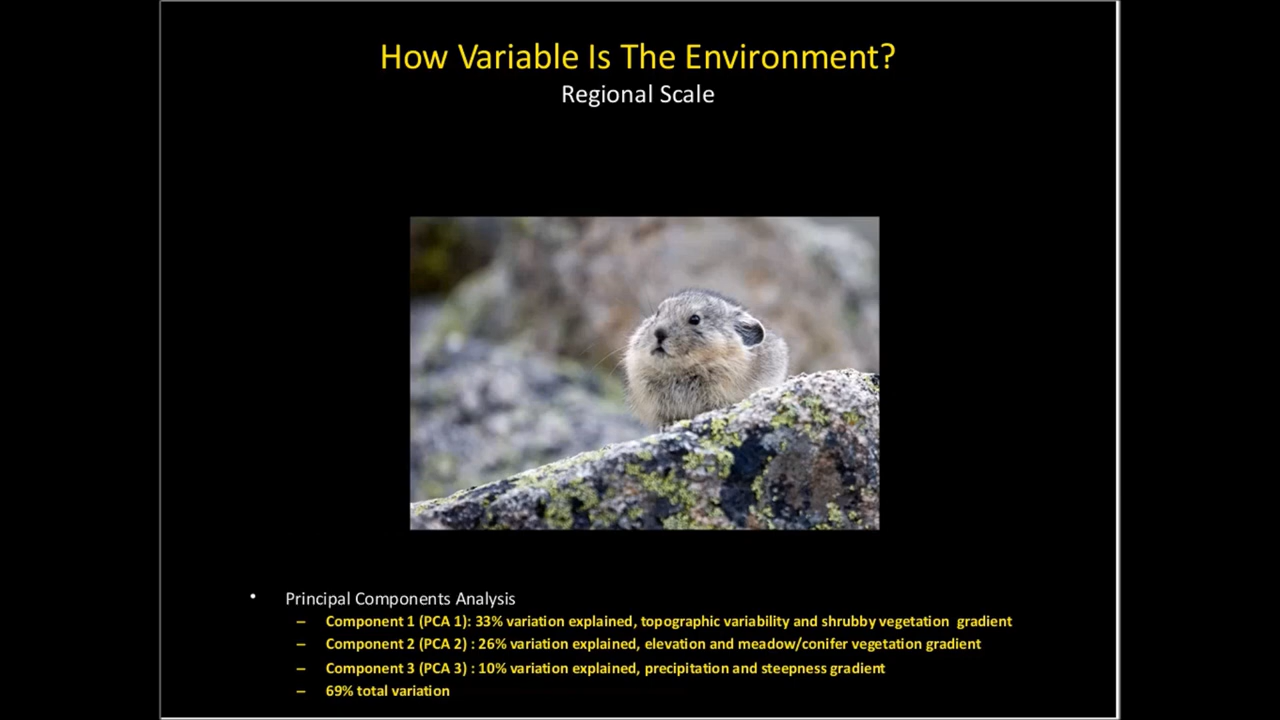 How Variable Is The Environment?
Regional Scale
• Principal Components Analysis
– Component 1 (PCA 1): 33% variation explained, topographic variability and shrubby vegetation gradient
– Component 2 (PCA 2) : 26% variation explained, elevation and meadow/conifer vegetation gradient
– Component 3 (PCA 3) : 10% variation explained, precipitation and steepness gradient
– 69% total variation